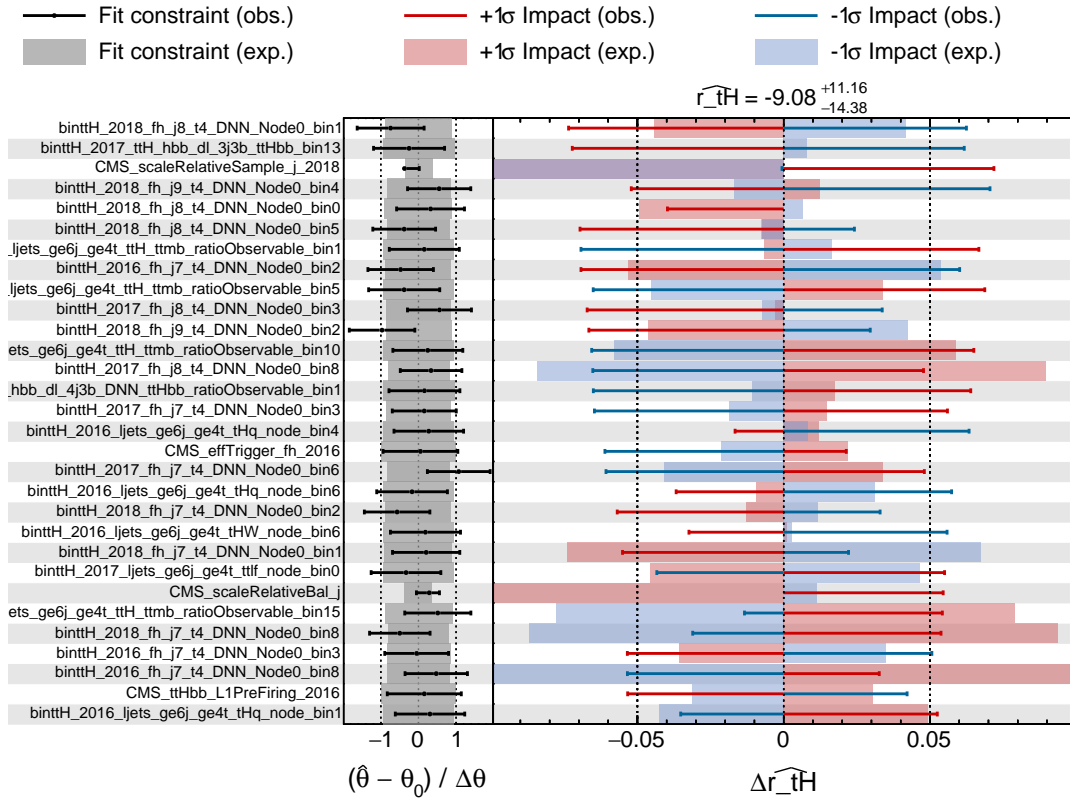 Fit constraint (obs.) +1σ Impact (obs.) -1σ Impact (obs.)
Fit constraint (exp.) +1σ Impact (exp.) -1σ Impact (exp.)
r_tH = -9.08 +11.16 −14.38
binttH_2018_fh_j8_t4_DNN_Node0_bin1
binttH_2017_ttH_hbb_dl_3j3b_ttHbb_bin13
CMS_scaleRelativeSample_j_2018
binttH_2018_fh_j9_t4_DNN_Node0_bin4
binttH_2018_fh_j8_t4_DNN_Node0_bin0
binttH_2018_fh_j8_t4_DNN_Node0_bin5
_ljets_ge6j_ge4t_ttH_ttmb_ratioObservable_bin1
binttH_2016_fh_j7_t4_DNN_Node0_bin2
_ljets_ge6j_ge4t_ttH_ttmb_ratioObservable_bin5
binttH_2017_fh_j8_t4_DNN_Node0_bin3
binttH_2018_fh_j9_t4_DNN_Node0_bin2
ets_ge6j_ge4t_ttH_ttmb_ratioObservable_bin10
binttH_2017_fh_j8_t4_DNN_Node0_bin8
_hbb_dl_4j3b_DNN_ttHbb_ratioObservable_bin1
binttH_2017_fh_j7_t4_DNN_Node0_bin3
binttH_2016_ljets_ge6j_ge4t_tHq_node_bin4
CMS_effTrigger_fh_2016
binttH_2017_fh_j7_t4_DNN_Node0_bin6
binttH_2016_ljets_ge6j_ge4t_tHq_node_bin6
binttH_2018_fh_j7_t4_DNN_Node0_bin2
binttH_2016_ljets_ge6j_ge4t_tHW_node_bin6
binttH_2018_fh_j7_t4_DNN_Node0_bin1
binttH_2017_ljets_ge6j_ge4t_ttlf_node_bin0
CMS_scaleRelativeBal_j
ets_ge6j_ge4t_ttH_ttmb_ratioObservable_bin15
binttH_2018_fh_j7_t4_DNN_Node0_bin8
binttH_2016_fh_j7_t4_DNN_Node0_bin3
binttH_2016_fh_j7_t4_DNN_Node0_bin8
CMS_ttHbb_L1PreFiring_2016
binttH_2016_ljets_ge6j_ge4t_tHq_node_bin1
−1 0 1 −0.05 0 0.05
(θ̂ − θ0) / Δθ Δr_tH